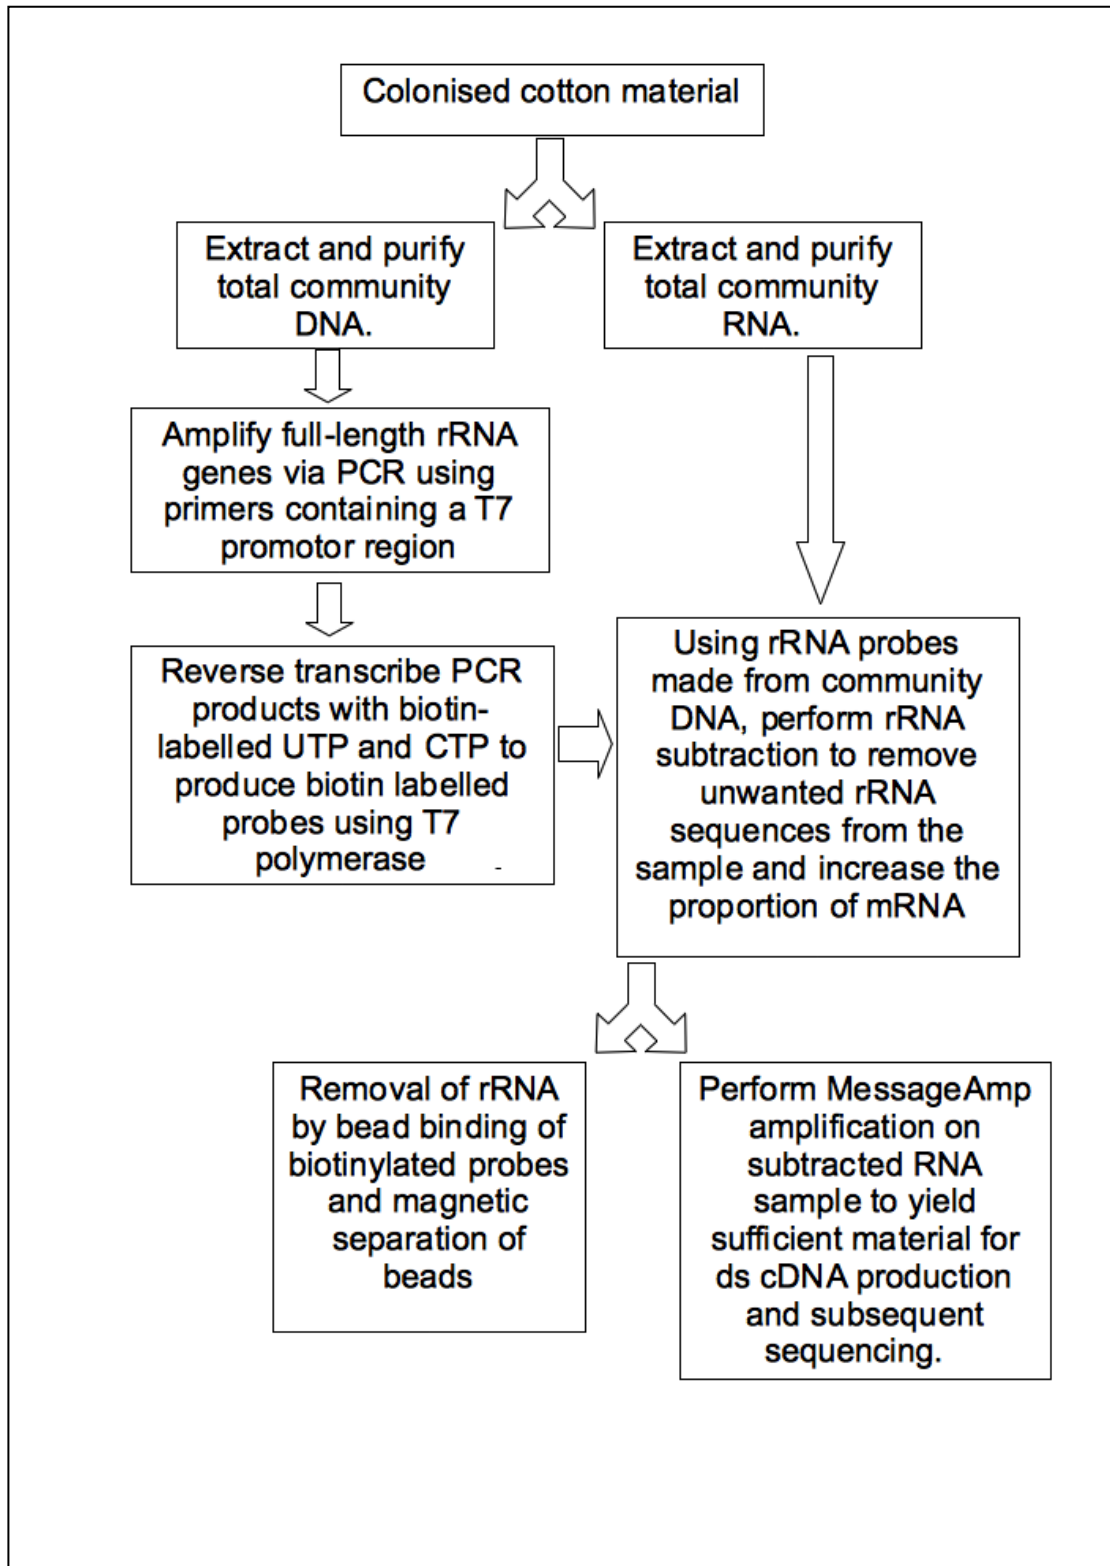 Colonised cotton material
Extract and purify
total community
DNA.
Extract and purify
total community
RNA.
Amplify full-length rRNA
genes via PCR using
primers containing a T7
promotor region
Reverse transcribe PCR
products with biotin-
labelled UTP and CTP to
produce biotin labelled
probes using T7
polymerase
-
Using rRNA probes
made from community
DNA, perform rRNA
subtraction to remove
unwanted rRNA
sequences from the
sample and increase the
proportion of mRNA
Removal of rRNA
by bead binding of
biotinylated probes
and magnetic
separation of
beads
Perform MessageAmp
amplification on
subtracted RNA
sample to yield
sufficient material for
ds cDNA production
and subsequent
sequencing.